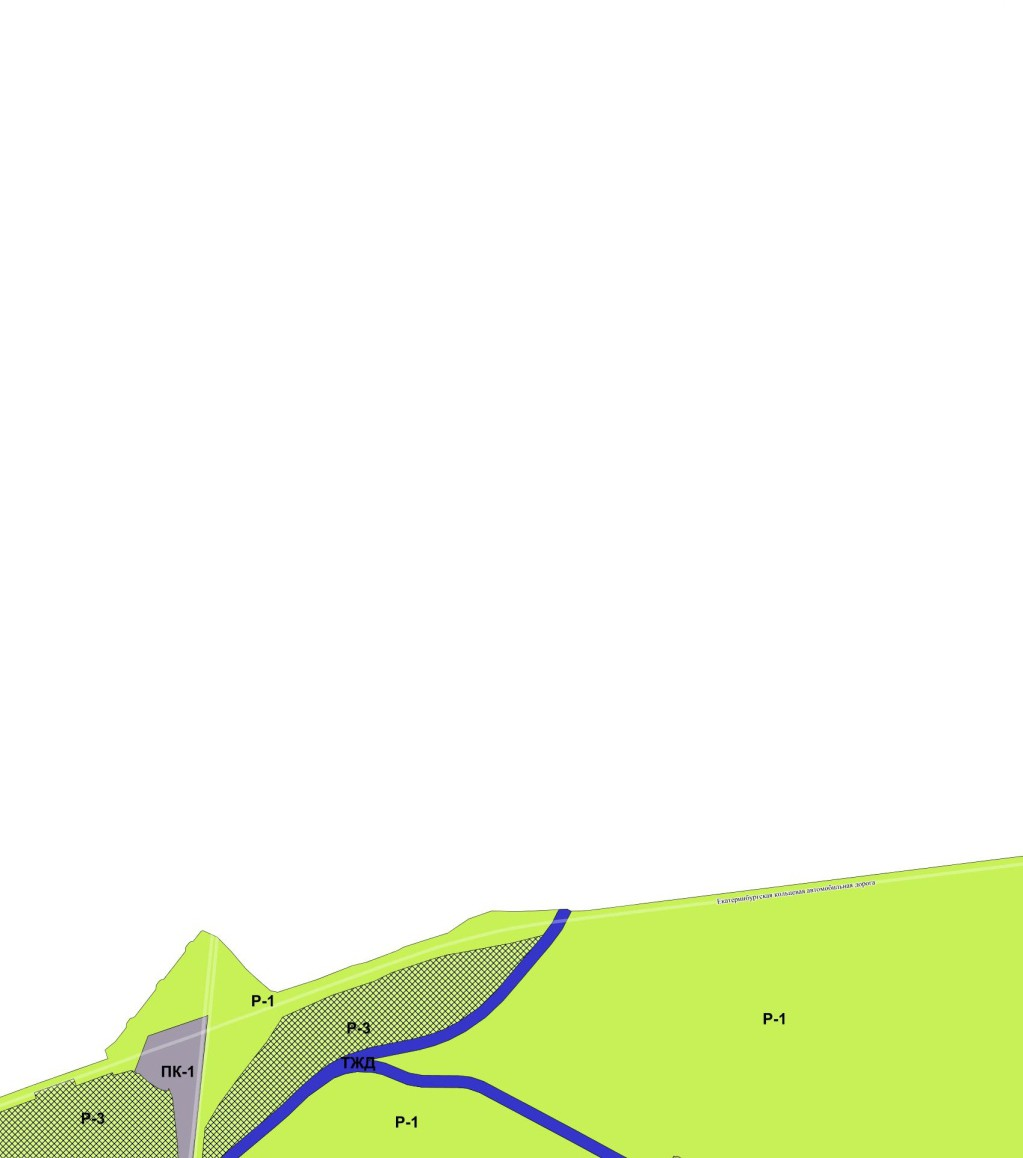 Екатеринбургская кольцевая автомобильная дорога
Р-1
Р-1
Р-3
ТЖД
ПК-1
Р-3
Р-1